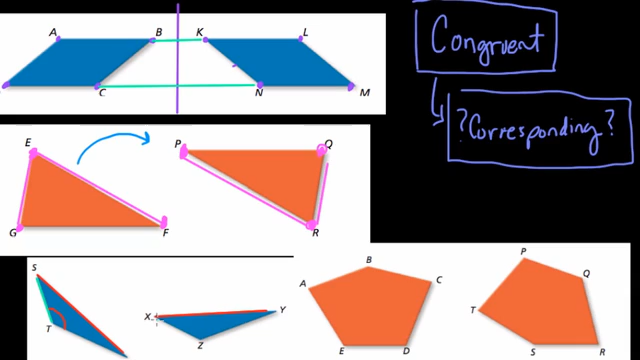 A B K L
C N M
Congruent
? Corresponding ?
E P Q
G F R
S
T
X Y
Z
A B C
E D
P
T Q
S R